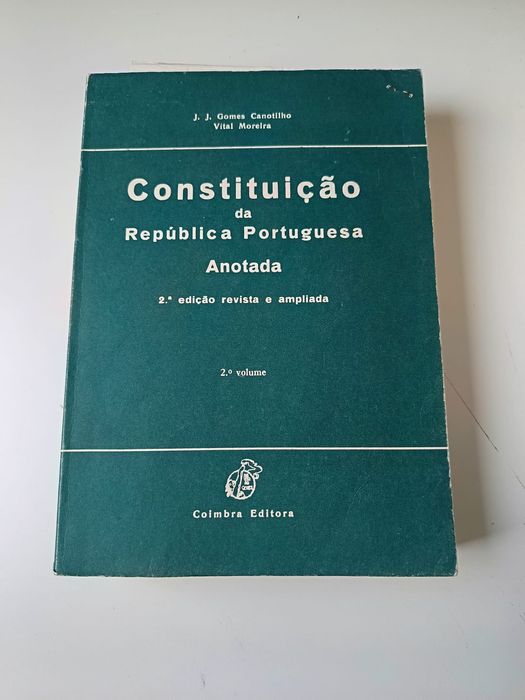 J. J. Gomes Canotilho
Vital Moreira
Constituição
da
República Portuguesa
Anotada
2.ª edição revista e ampliada
2.º volume
Coimbra Editora